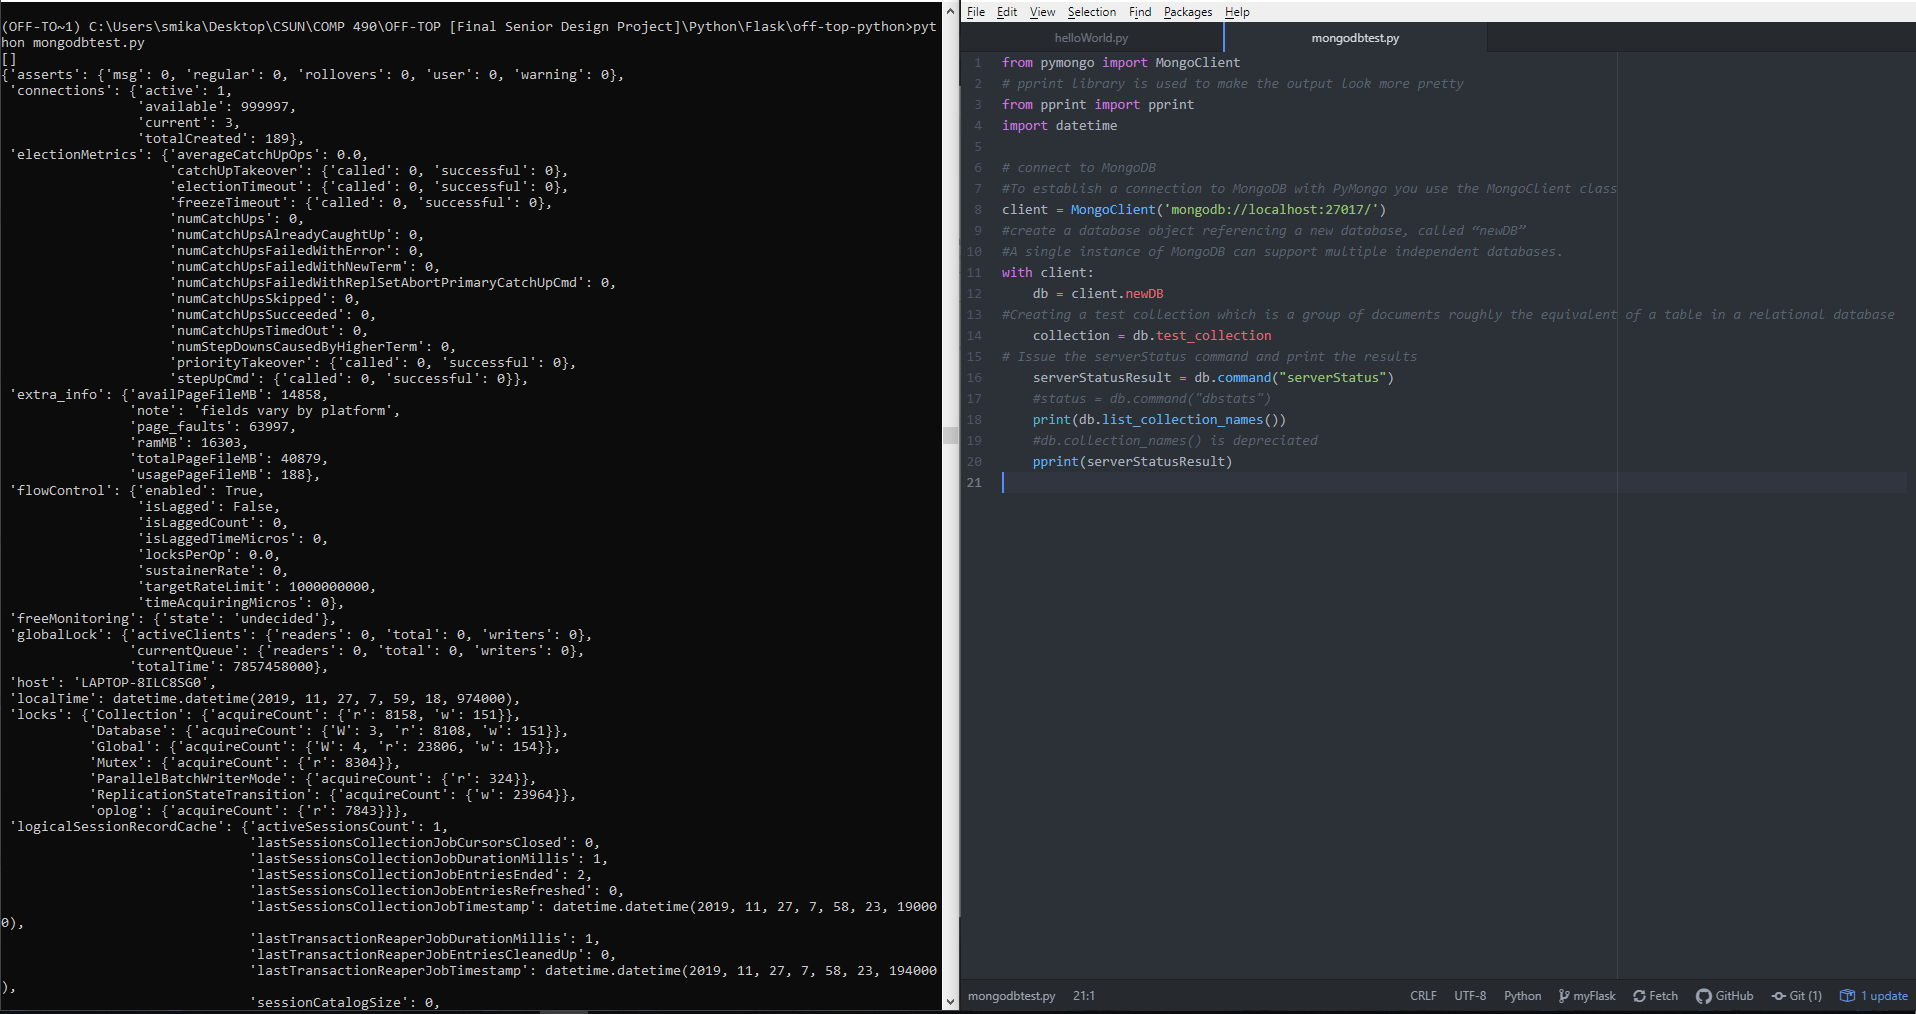 (OFF-TO~1) C:\Users\smika\Desktop\CSUN\COMP 490\OFF-TOP [Final Senior Design Project]\Python\Flask\off-top-python>pyt
hon mongodbtest.py
[]
{'asserts': {'msg': 0, 'regular': 0, 'rollovers': 0, 'user': 0, 'warning': 0},
 'connections': {'active': 1,
                 'available': 999997,
                 'current': 3,
                 'totalCreated': 189},
 'electionMetrics': {'averageCatchUpOps': 0.0,
                     'catchUpTakeover': {'called': 0, 'successful': 0},
                     'electionTimeout': {'called': 0, 'successful': 0},
                     'freezeTimeout': {'called': 0, 'successful': 0},
                     'numCatchUps': 0,
                     'numCatchUpsAlreadyCaughtUp': 0,
                     'numCatchUpsFailedWithError': 0,
                     'numCatchUpsFailedWithNewTerm': 0,
                     'numCatchUpsFailedWithReplSetAbortPrimaryCatchUpCmd': 0,
                     'numCatchUpsSkipped': 0,
                     'numCatchUpsSucceeded': 0,
                     'numCatchUpsTimedOut': 0,
                     'numStepDownsCausedByHigherTerm': 0,
                     'priorityTakeover': {'called': 0, 'successful': 0},
                     'stepUpCmd': {'called': 0, 'successful': 0}},
 'extra_info': {'availPageFileMB': 14858,
                'note': 'fields vary by platform',
                'page_faults': 63997,
                'ramMB': 16303,
                'totalPageFileMB': 40879,
                'usagePageFileMB': 188},
 'flowControl': {'enabled': True,
                 'isLagged': False,
                 'isLaggedCount': 0,
                 'isLaggedTimeMicros': 0,
                 'locksPerOp': 0.0,
                 'sustainerRate': 0,
                 'targetRateLimit': 1000000000,
                 'timeAcquiringMicros': 0},
 'freeMonitoring': {'state': 'undecided'},
 'globalLock': {'activeClients': {'readers': 0, 'total': 0, 'writers': 0},
                'currentQueue': {'readers': 0, 'total': 0, 'writers': 0},
                'totalTime': 7857458000},
 'host': 'LAPTOP-8ILC8SG0',
 'localTime': datetime.datetime(2019, 11, 27, 7, 59, 18, 974000),
 'locks': {'Collection': {'acquireCount': {'r': 8158, 'w': 151}},
           'Database': {'acquireCount': {'W': 3, 'r': 8108, 'w': 151}},
           'Global': {'acquireCount': {'W': 4, 'r': 23806, 'w': 154}},
           'Mutex': {'acquireCount': {'r': 8304}},
           'ParallelBatchWriterMode': {'acquireCount': {'r': 324}},
           'ReplicationStateTransition': {'acquireCount': {'w': 23964}},
           'oplog': {'acquireCount': {'r': 7843}}},
 'logicalSessionRecordCache': {'activeSessionsCount': 1,
                               'lastSessionsCollectionJobCursorsClosed': 0,
                               'lastSessionsCollectionJobDurationMillis': 1,
                               'lastSessionsCollectionJobEntriesEnded': 2,
                               'lastSessionsCollectionJobEntriesRefreshed': 0,
                               'lastSessionsCollectionJobTimestamp': datetime.datetime(2019, 11, 27, 7, 58, 23, 19000
0),
                               'lastTransactionReaperJobDurationMillis': 1,
                               'lastTransactionReaperJobEntriesCleanedUp': 0,
                               'lastTransactionReaperJobTimestamp': datetime.datetime(2019, 11, 27, 7, 58, 23, 194000
),
                               'sessionCatalogSize': 0,
File Edit View Selection Find Packages Help
helloWorld.py mongodbtest.py
1 from pymongo import MongoClient
2 # pprint library is used to make the output look more pretty
3 from pprint import pprint
4 import datetime
5
6 # connect to MongoDB
7 #To establish a connection to MongoDB with PyMongo you use the MongoClient class
8 client = MongoClient('mongodb://localhost:27017/')
9 #create a database object referencing a new database, called “newDB”
10 #A single instance of MongoDB can support multiple independent databases.
11 with client:
12     db = client.newDB
13 #Creating a test collection which is a group of documents roughly the equivalent of a table in a relational database
14     collection = db.test_collection
15 # Issue the serverStatus command and print the results
16     serverStatusResult = db.command("serverStatus")
17     #status = db.command("dbstats")
18     print(db.list_collection_names())
19     #db.collection_names() is depreciated
20     pprint(serverStatusResult)
21
mongodbtest.py 21:1 CRLF UTF-8 Python myFlask Fetch GitHub Git (1) 1 update